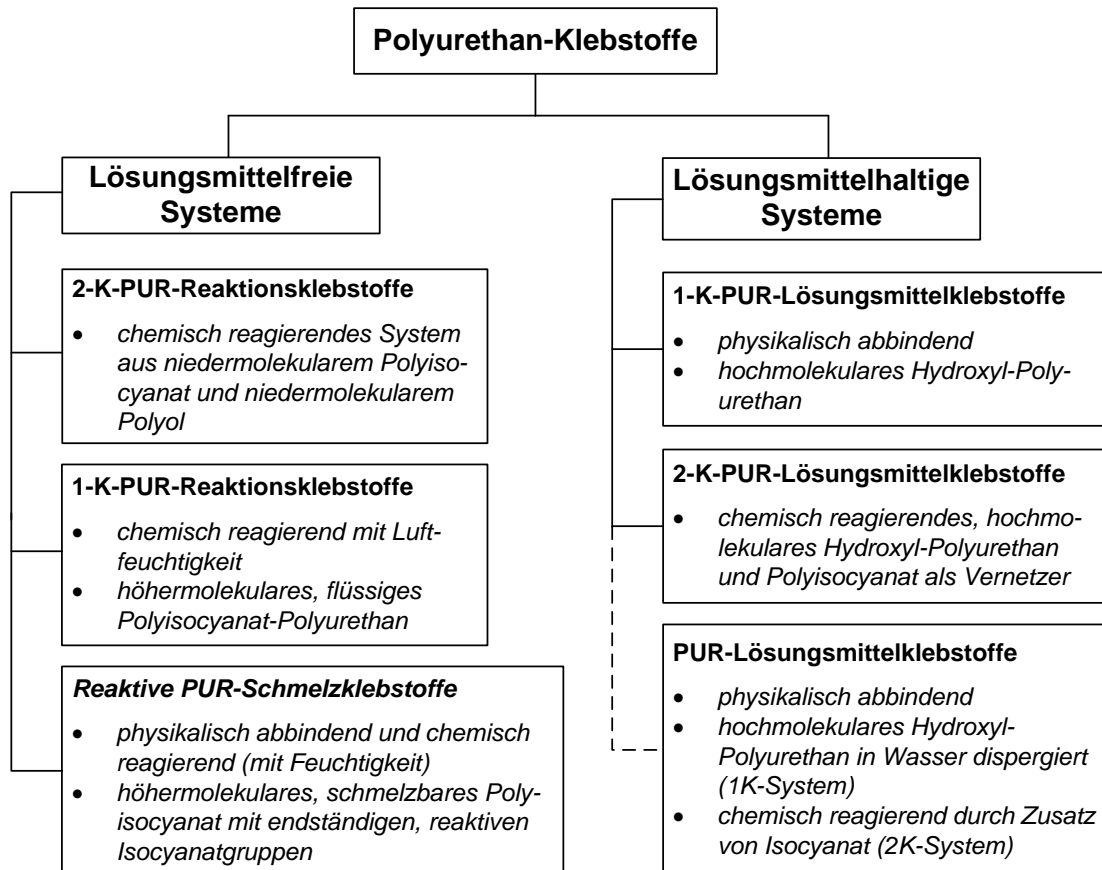 Polyurethan-Klebstoffe
Lösungsmittelfreie
Systeme
2-K-PUR-Reaktionsklebstoffe
• chemisch reagierendes System
aus niedermolekularem Polyiso-
cyanat und niedermolekularem
Polyol
1-K-PUR-Reaktionsklebstoffe
• chemisch reagierend mit Luft-
feuchtigkeit
• höhermolekulares, flüssiges
Polyisocyanat-Polyurethan
Reaktive PUR-Schmelzklebstoffe
• physikalisch abbindend und chemisch
reagierend (mit Feuchtigkeit)
• höhermolekulares, schmelzbares Poly-
isocyanat mit endständigen, reaktiven
Isocyanatgruppen
Lösungsmittelhaltige
Systeme
1-K-PUR-Lösungsmittelklebstoffe
• physikalisch abbindend
• hochmolekulares Hydroxyl-Poly-
urethan
2-K-PUR-Lösungsmittelklebstoffe
• chemisch reagierendes, hochmo-
lekulares Hydroxyl-Polyurethan
und Polyisocyanat als Vernetzer
PUR-Lösungsmittelklebstoffe
• physikalisch abbindend
• hochmolekulares Hydroxyl-
Polyurethan in Wasser dispergiert
(1K-System)
• chemisch reagierend durch Zusatz
von Isocyanat (2K-System)